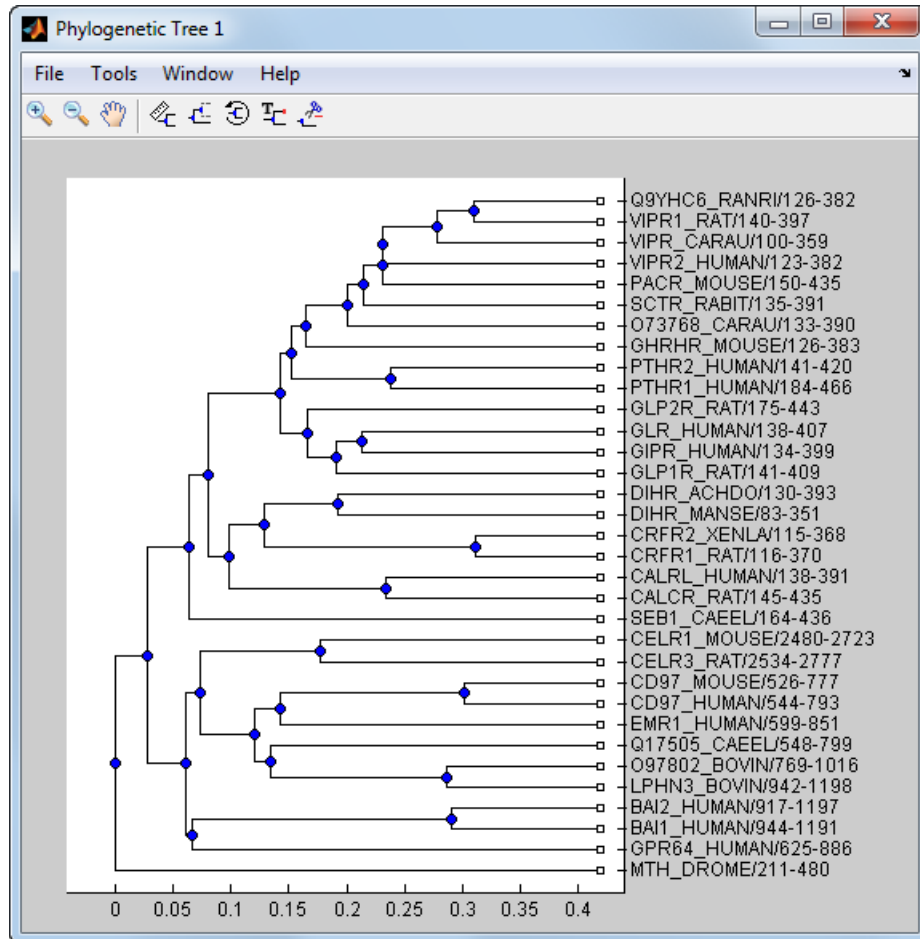 Phylogenetic Tree 1
File Tools Window Help
Q9YHC6_RANRI/126-382
VIPR1_RAT/140-397
VIPR_CARAU/100-359
VIPR2_HUMAN/123-382
PACR_MOUSE/150-435
SCTR_RABIT/135-391
O73768_CARAU/133-390
GHRHR_MOUSE/126-383
PTHR2_HUMAN/141-420
PTHR1_HUMAN/184-466
GLP2R_RAT/175-443
GLR_HUMAN/138-407
GIPR_HUMAN/134-399
GLP1R_RAT/141-409
DIHR_ACHDO/130-393
DIHR_MANSE/83-351
CRFR2_XENLA/115-368
CRFR1_RAT/116-370
CALRL_HUMAN/138-391
CALCR_RAT/145-435
SEB1_CAEEL/164-436
CELR1_MOUSE/2480-2723
CELR3_RAT/2534-2777
CD97_MOUSE/526-777
CD97_HUMAN/544-793
EMR1_HUMAN/599-851
Q17505_CAEEL/548-799
O97802_BOVIN/769-1016
LPHN3_BOVIN/942-1198
BAI2_HUMAN/917-1197
BAI1_HUMAN/944-1191
GPR64_HUMAN/625-886
MTH_DROME/211-480
0 0.05 0.1 0.15 0.2 0.25 0.3 0.35 0.4